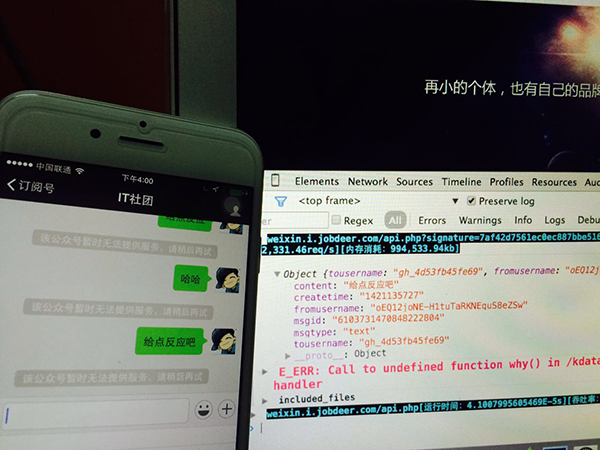 中国联通
下午4:00
订阅号
IT社团
给点反应
该公众号暂时无法提供服务，请稍后再试
哈哈
该公众号暂时无法提供服务，请稍后再试
给点反应吧
该公众号暂时无法提供服务，请稍后再试
再小的个体，也有自己的品牌
Elements Network Sources Timeline Profiles Resources Aud
<top frame> Preserve log
er Regex All Errors Warnings Info Logs Debu
weixin.i.jobdeer.com/api.php?signature=7af42d7561ec0ec887bbe516
2,331.46req/s][内存消耗：994,533.94kb]
Object {tousername: "gh_4d53fb45fe69", fromusername: "oEQ12j
content: "给点反应吧"
createtime: "1421135727"
fromusername: "oEQ12joNE-H1tuTaRKNEquS8eZSw"
msgid: "6103731470848222804"
msgtype: "text"
tousername: "gh_4d53fb45fe69"
__proto__: Object
E_ERR: Call to undefined function why() in /kdata
handler
included_files
weixin.i.jobdeer.com/api.php[运行时间：4.1007995605469E-5s][吞吐率：